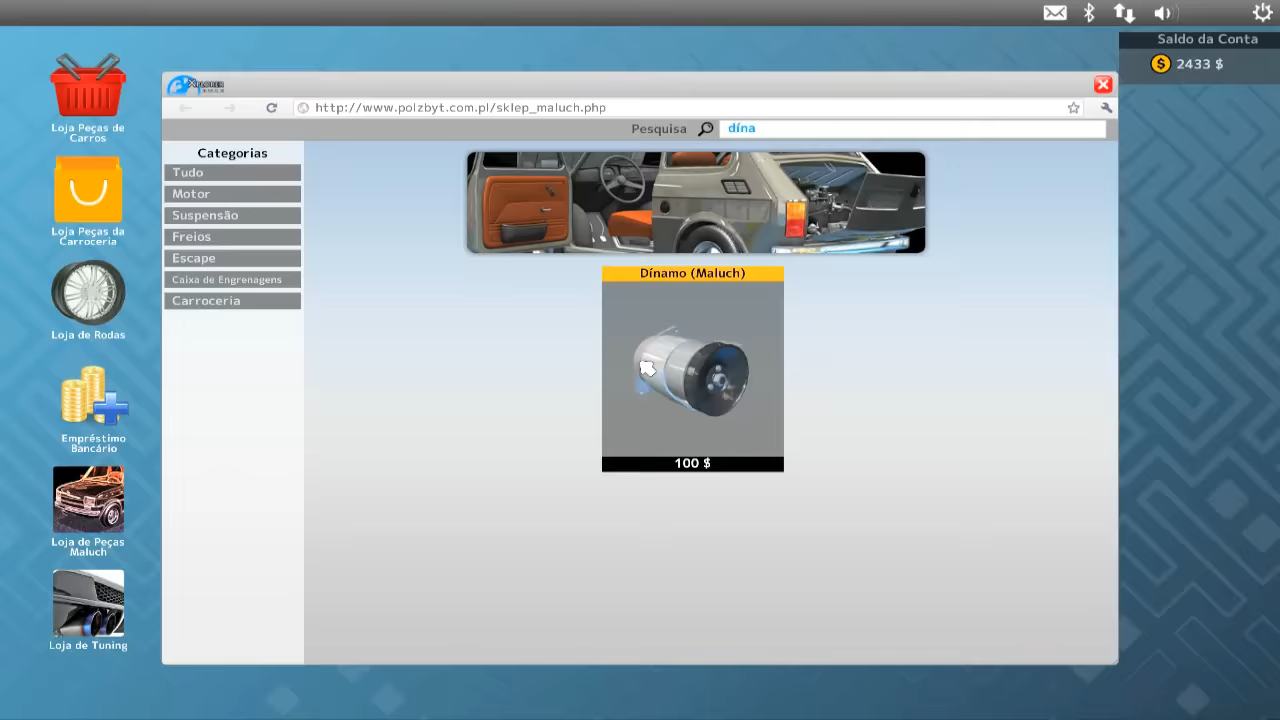 Saldo da Conta
$ 2433 $
Loja Peças de
Carros
Loja Peças da
Carroceria
Loja de Rodas
Empréstimo
Bancário
Loja de Peças
Maluch
Loja de Tuning
XPLORER
http://www.polzbyt.com.pl/sklep_maluch.php
Pesquisa dína
Categorias
Tudo
Motor
Suspensão
Freios
Escape
Caixa de Engrenagens
Carroceria
Dínamo (Maluch)
100 $